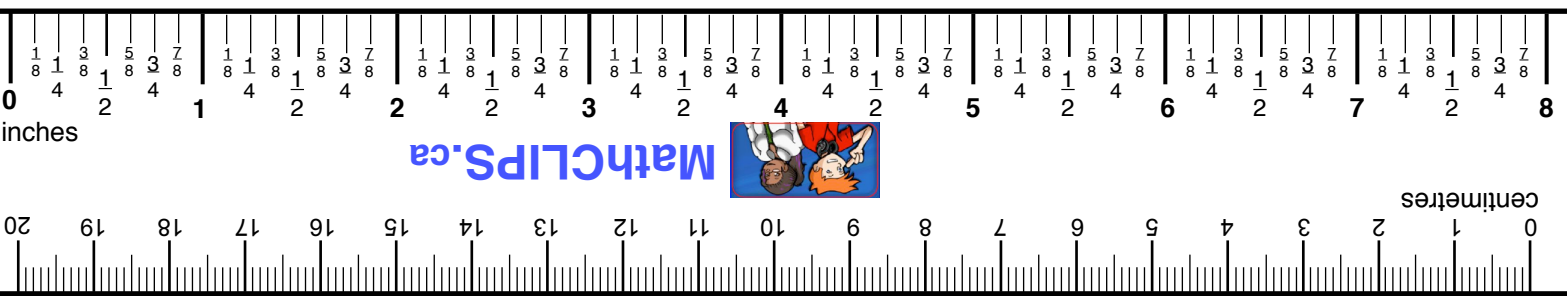 1/8 1/4 3/8 1/2 5/8 3/4 7/8 1/8 1/4 3/8 1/2 5/8 3/4 7/8 1/8 1/4 3/8 1/2 5/8 3/4 7/8 1/8 1/4 3/8 1/2 5/8 3/4 7/8 1/8 1/4 3/8 1/2 5/8 3/4 7/8 1/8 1/4 3/8 1/2 5/8 3/4 7/8 1/8 1/4 3/8 1/2 5/8 3/4 7/8 1/8 1/4 3/8 1/2 5/8 3/4 7/8
0 1 2 3 4 5 6 7 8
inches
MathCLIPS.ca
centimetres
0 1 2 3 4 5 6 7 8 9 10 11 12 13 14 15 16 17 18 19 20